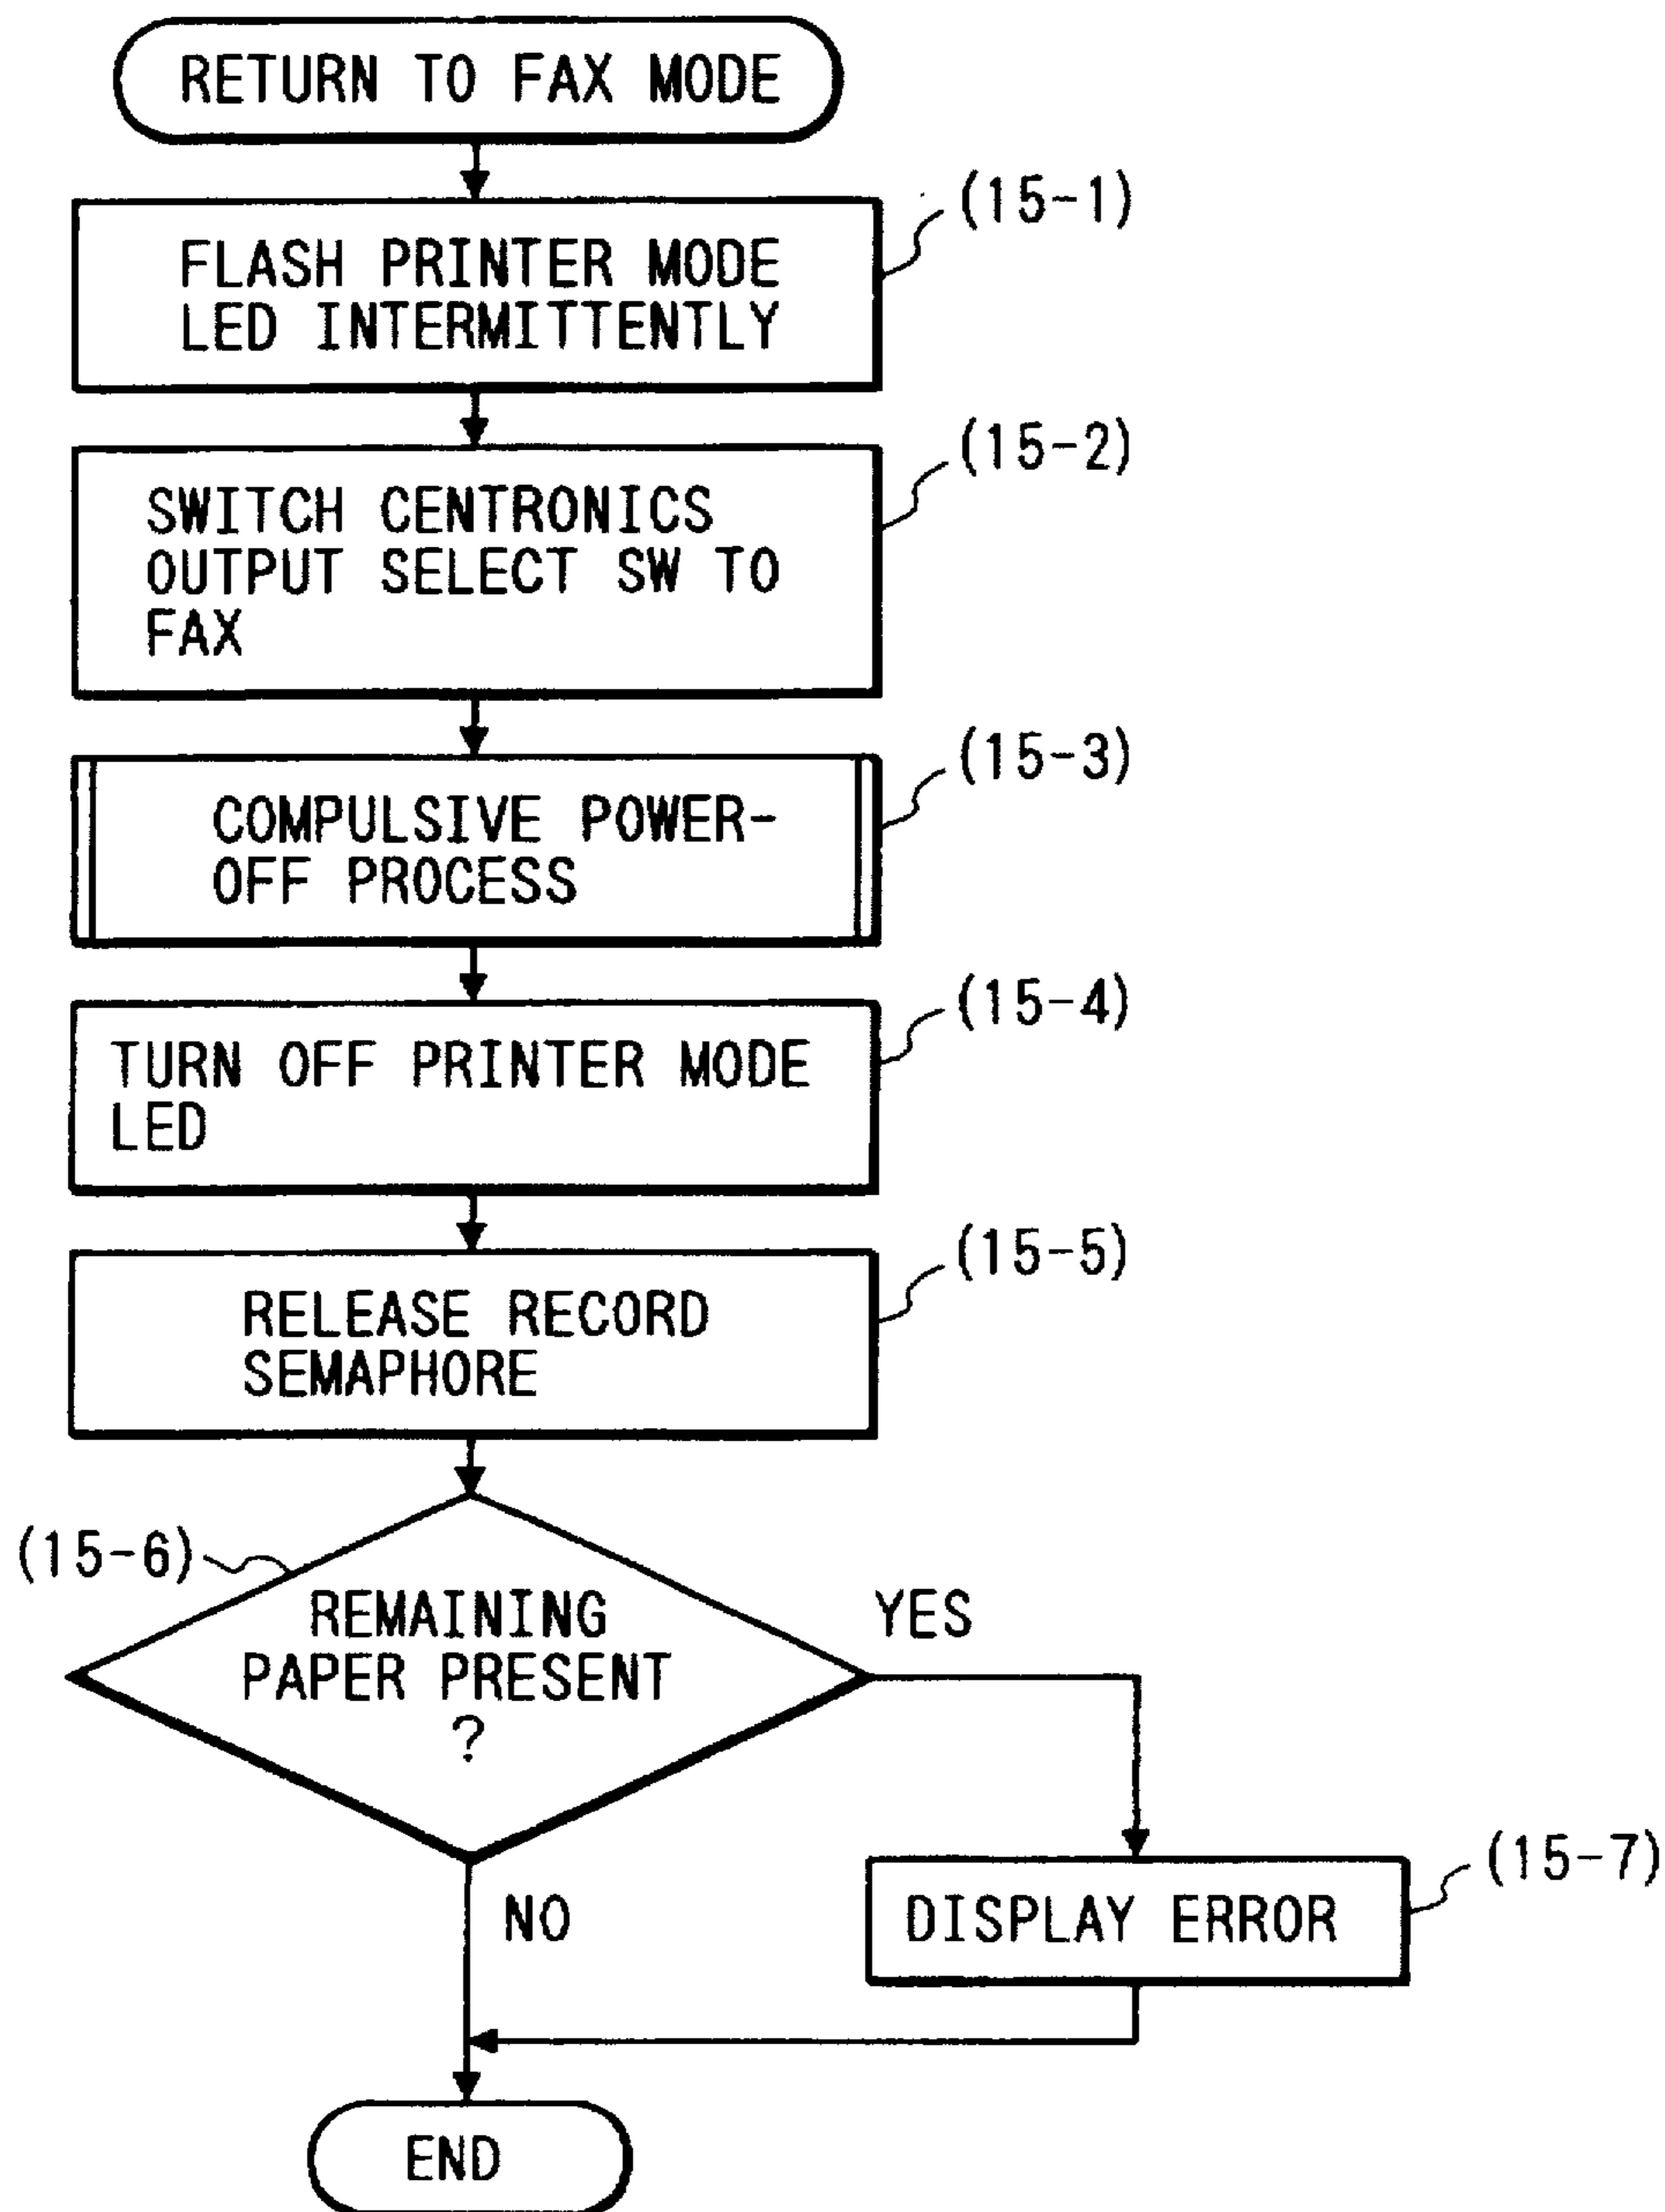 RETURN TO FAX MODE
(15-1)
FLASH PRINTER MODE
LED INTERMITTENTLY
(15-2)
SWITCH CENTRONICS
OUTPUT SELECT SW TO
FAX
(15-3)
COMPULSIVE POWER-
OFF PROCESS
(15-4)
TURN OFF PRINTER MODE
LED
(15-5)
RELEASE RECORD
SEMAPHORE
(15-6)
REMAINING
PAPER PRESENT
?
YES
NO
(15-7)
DISPLAY ERROR
END